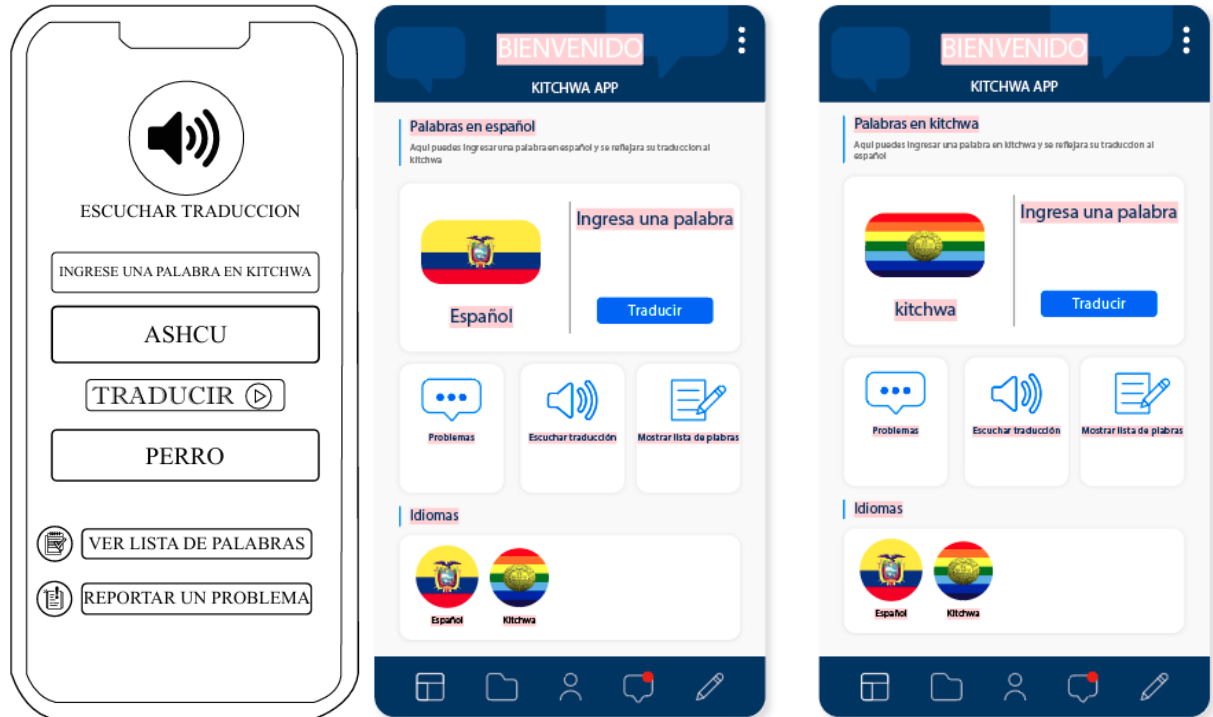 ESCUCHAR TRADUCCION
INGRESE UNA PALABRA EN KITCHWA
ASHCU
TRADUCIR
PERRO
VER LISTA DE PALABRAS
REPORTAR UN PROBLEMA
BIENVENIDO
KITCHWA APP
Palabras en español
Aqui puedes ingresar una palabra en español y se reflejara su traduccion al
kitchwa
Ingresa una palabra
Español
Traducir
Problemas
Escuchar traducción
Mostrar lista de plabras
Idiomas
Español
Kitchwa
BIENVENIDO
KITCHWA APP
Palabras en kitchwa
Aqui puedes ingresar una palabra en kitchwa y se reflejara su traduccion al
español
Ingresa una palabra
kitchwa
Traducir
Problemas
Escuchar traducción
Mostrar lista de plabras
Idiomas
Español
Kitchwa